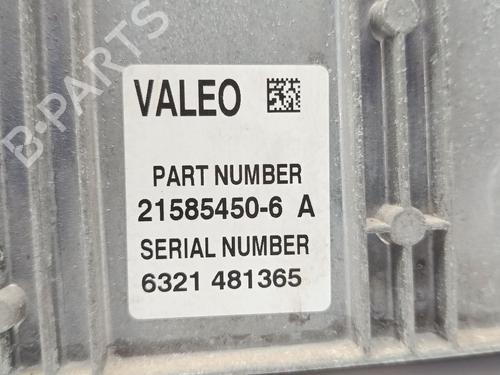 B-PARTS
VALEO
PART NUMBER
21585450-6 A
SERIAL NUMBER
6321 481365